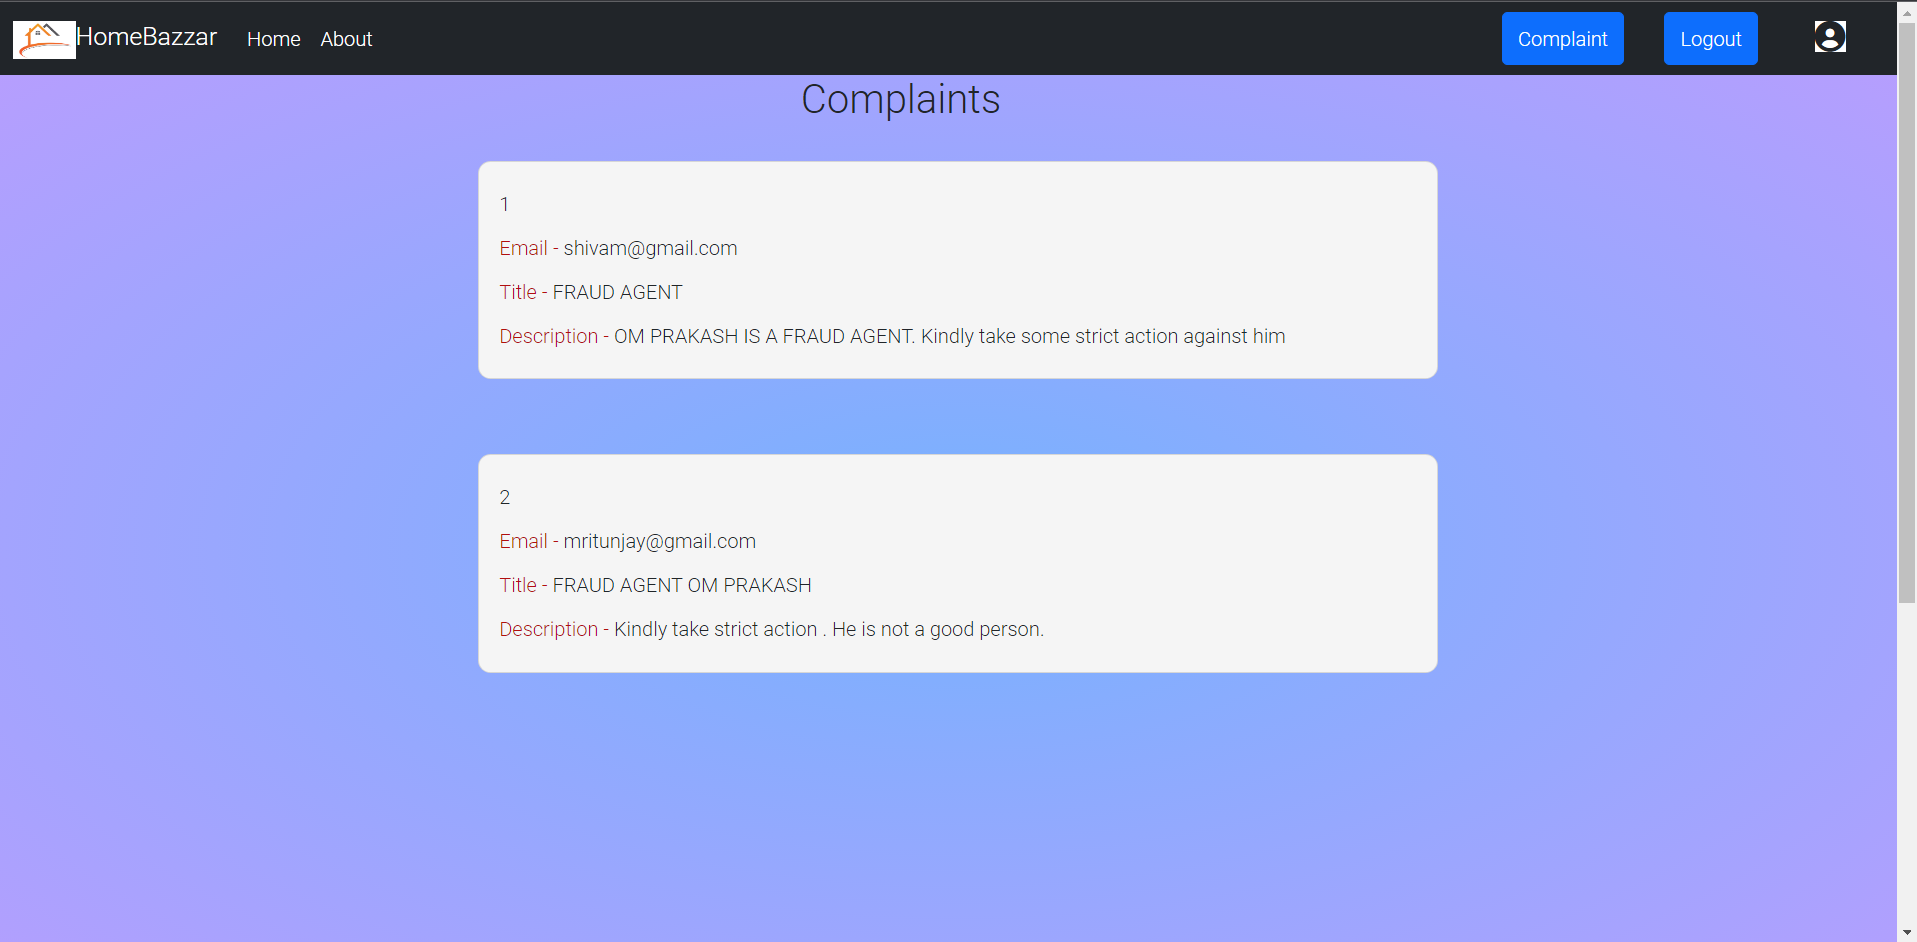 HomeBazzar Home About Complaint Logout
Complaints
1
Email - shivam@gmail.com
Title - FRAUD AGENT
Description - OM PRAKASH IS A FRAUD AGENT. Kindly take some strict action against him
2
Email - mritunjay@gmail.com
Title - FRAUD AGENT OM PRAKASH
Description - Kindly take strict action . He is not a good person.